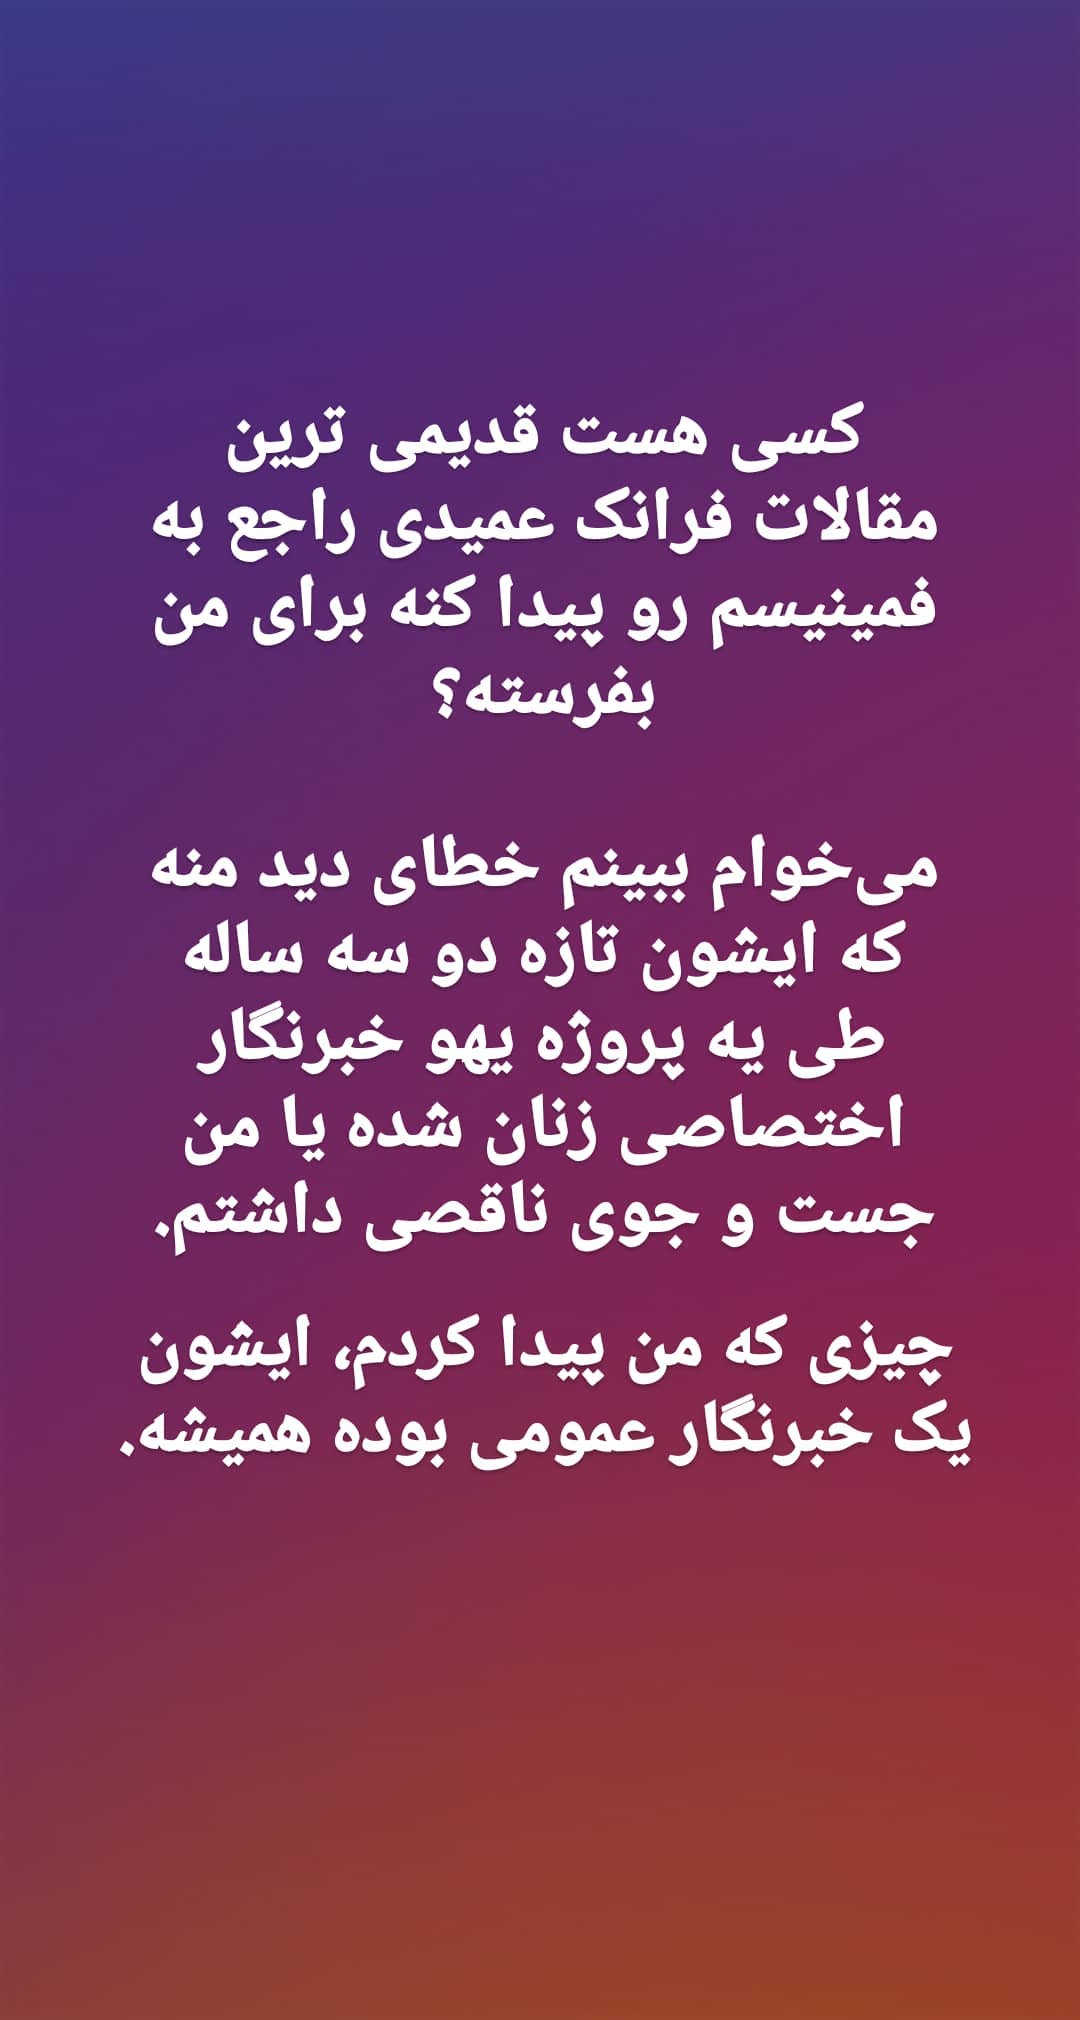 کسی هست قدیمی ترین
مقالات فرانک عمیدی راجع به
فمینیسم رو پیدا کنه برای من
بفرسته؟
می‌خوام ببینم خطای دید منه
که ایشون تازه دو سه ساله
طی یه پروژه یهو خبرنگار
اختصاصی زنان شده یا من
جست و جوی ناقصی داشتم.
چیزی که من پیدا کردم، ایشون
یک خبرنگار عمومی بوده همیشه.